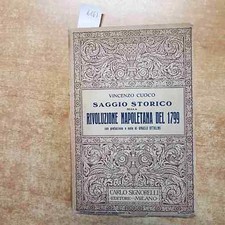 VINCENZO CUOCO
SAGGIO STORICO
SULLA
RIVOLUZIONE NAPOLETANA DEL 1799
con prefazione e note di ANGELO OTTOLINI
CARLO SIGNORELLI
EDITORE - MILANO